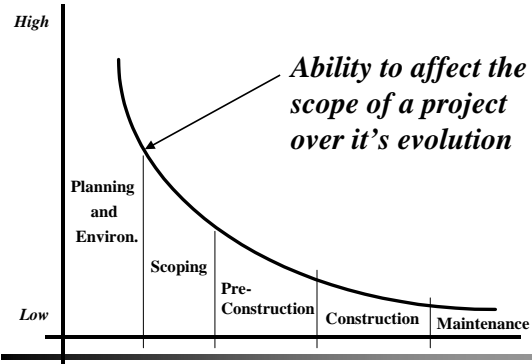 High
Ability to affect the
scope of a project
over it's evolution
Planning
and
Environ.
Scoping
Pre-
Construction
Construction
Maintenance
Low